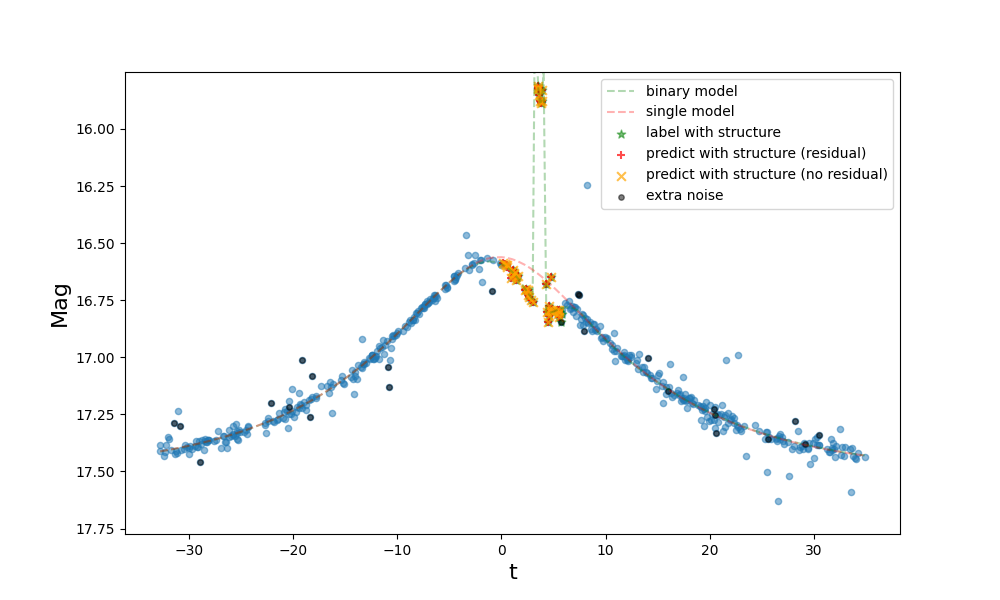 binary model
single model
label with structure
predict with structure (residual)
predict with structure (no residual)
extra noise
16.00
16.25
16.50
16.75
17.00
17.25
17.50
17.75
Mag
−30
−20
−10
0
10
20
30
t